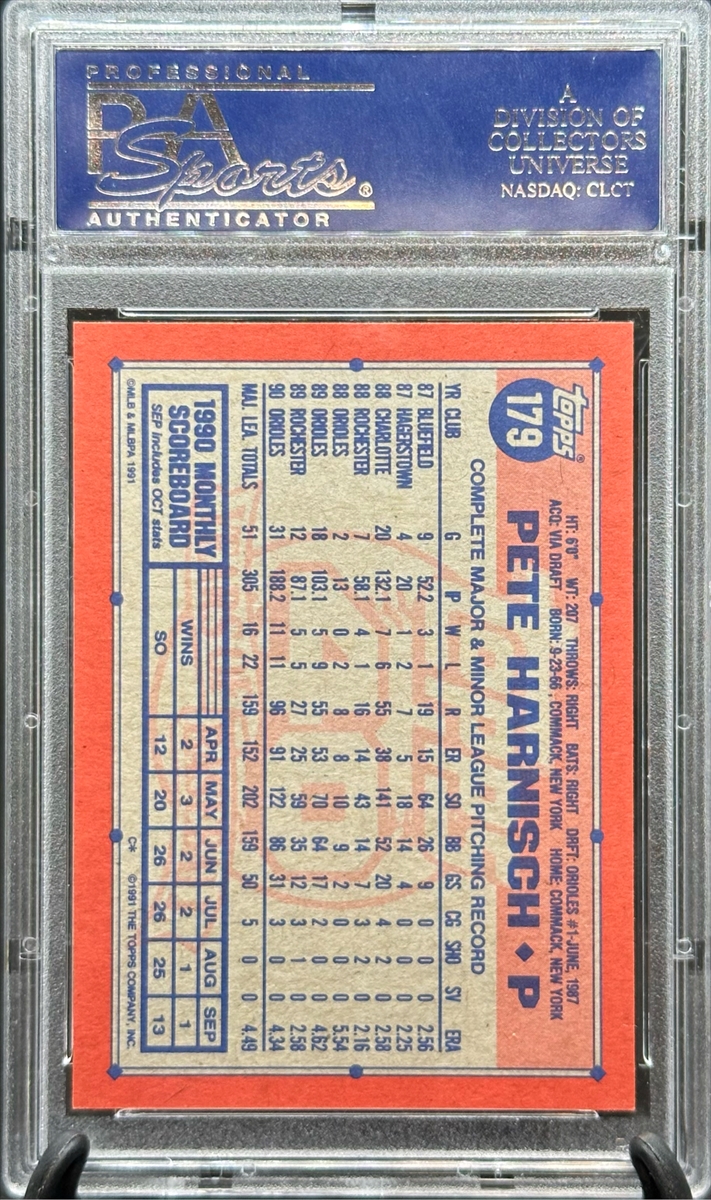 PROFESSIONAL
PSA
Sports®
AUTHENTICATOR
A
DIVISION OF
COLLECTORS
UNIVERSE
NASDAQ: CLCT
topps®
179
HT: 6'0" WT: 207 THROWS: RIGHT BATS: RIGHT DRFT: ORIOLES #1-JUNE, 1987
ACQ: VIA DRAFT BORN: 9-23-66, COMMACK, NEW YORK HOME: COMMACK, NEW YORK
PETE HARNISCH ♦ P
COMPLETE MAJOR & MINOR LEAGUE PITCHING RECORD
YR CLUB G IP W L R ER SO BB GS CG SHO SV ERA
87 BLUEFIELD 9 52.2 3 1 19 15 64 26 9 0 0 0 2.56
87 HAGERSTOWN 4 20 1 2 7 5 18 14 4 0 0 0 2.25
88 CHARLOTTE 20 132.1 7 6 55 38 141 52 20 4 2 0 2.58
88 ROCHESTER 7 58.1 4 1 16 14 43 14 7 3 2 0 2.16
88 ORIOLES 2 13 0 2 8 8 10 9 2 0 0 0 5.54
89 ORIOLES 18 103.1 5 9 55 53 70 64 17 2 0 0 4.62
89 ROCHESTER 12 87.1 5 5 27 25 59 35 12 3 1 0 2.58
90 ORIOLES 31 188.2 11 11 96 91 122 86 31 3 0 0 4.34
MAJ. LEA. TOTALS 51 305 16 22 159 152 202 159 50 5 0 0 4.49
1990 MONTHLY
SCOREBOARD
SEP includes OCT stats
APR MAY JUN JUL AUG SEP
WINS 2 3 2 2 1 1
SO 12 20 26 26 25 13
©MLB & MLBPA 1991 C* ©1991 THE TOPPS COMPANY, INC.